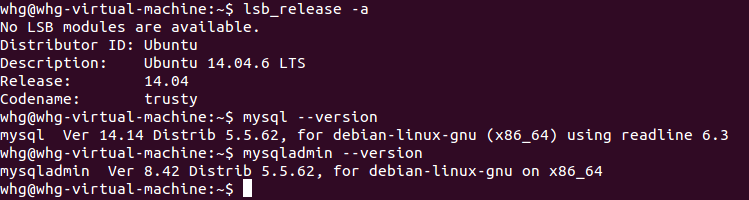 whg@whg-virtual-machine:~$ lsb_release -a
No LSB modules are available.
Distributor ID: Ubuntu
Description:    Ubuntu 14.04.6 LTS
Release:        14.04
Codename:       trusty
whg@whg-virtual-machine:~$ mysql --version
mysql  Ver 14.14 Distrib 5.5.62, for debian-linux-gnu (x86_64) using readline 6.3
whg@whg-virtual-machine:~$ mysqladmin --version
mysqladmin  Ver 8.42 Distrib 5.5.62, for debian-linux-gnu on x86_64
whg@whg-virtual-machine:~$